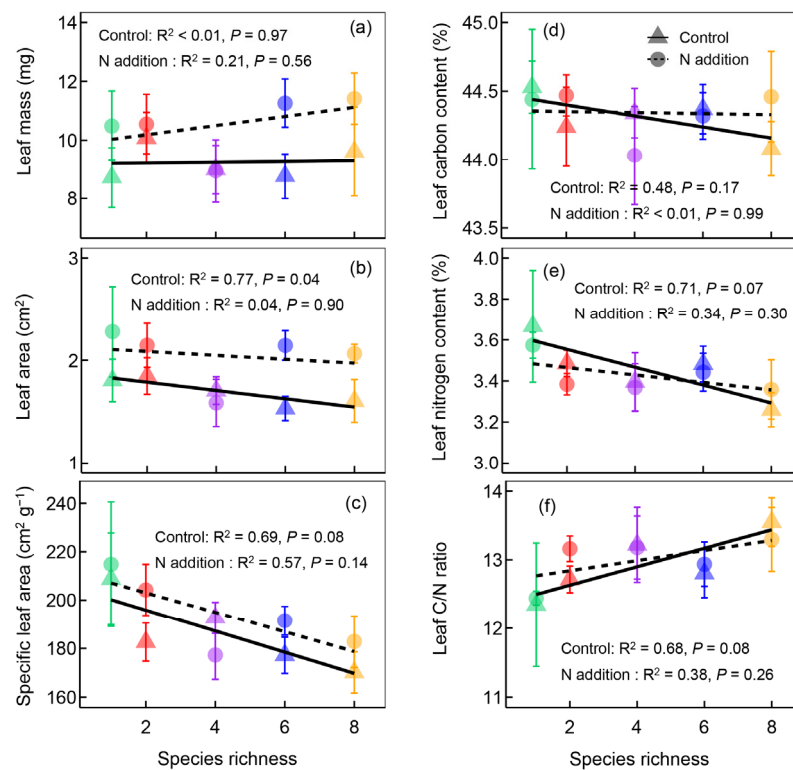 (a)
Control: R² < 0.01, P = 0.97
N addition : R² = 0.21, P = 0.56
Leaf mass (mg)
14
12
10
8
6
(b)
Control: R² = 0.77, P = 0.04
N addition : R² = 0.04, P = 0.90
Leaf area (cm²)
3
2
1
(c)
Control: R² = 0.69, P = 0.08
N addition : R² = 0.57, P = 0.14
Specific leaf area (cm² g⁻¹)
240
220
200
180
160
2 4 6 8
Species richness
(d)
Control
N addition
Control: R² = 0.48, P = 0.17
N addition : R² < 0.01, P = 0.99
Leaf carbon content (%)
45.0
44.5
44.0
43.5
(e)
Control: R² = 0.71, P = 0.07
N addition : R² = 0.34, P = 0.30
Leaf nitrogen content (%)
4.0
3.8
3.6
3.4
3.2
3.0
(f)
Control: R² = 0.68, P = 0.08
N addition : R² = 0.38, P = 0.26
Leaf C/N ratio
14
13
12
11
2 4 6 8
Species richness